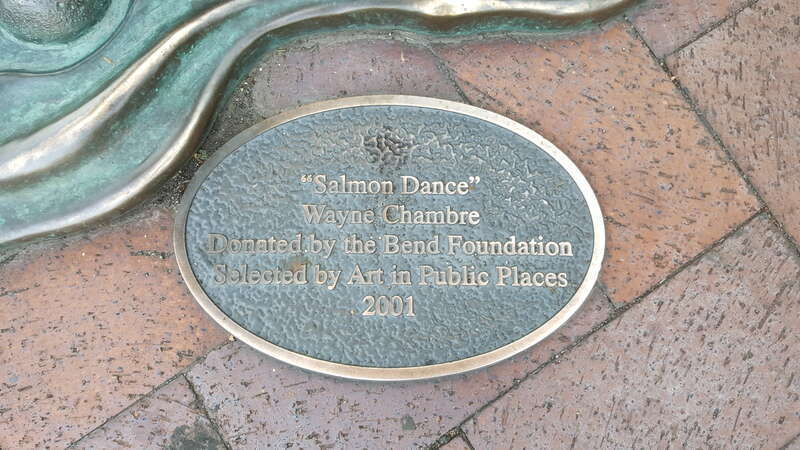 “Salmon Dance”
Wayne Chambre
Donated by the Bend Foundation
Selected by Art in Public Places
2001